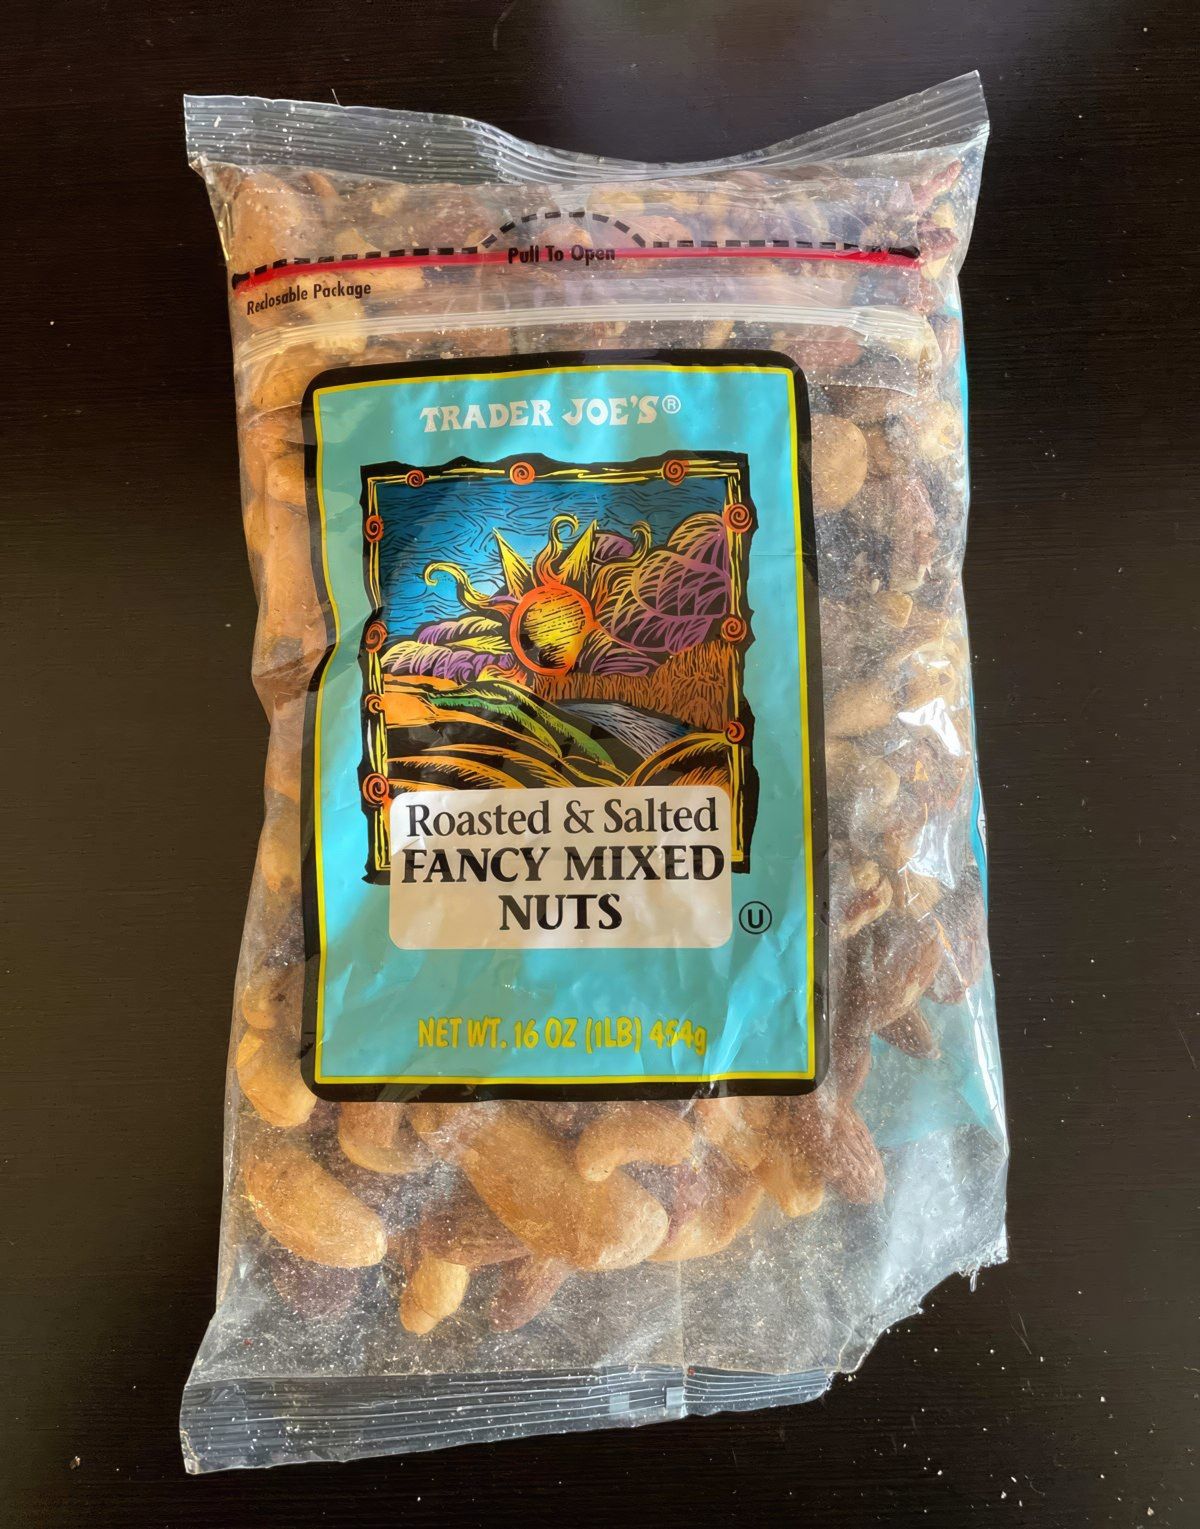 Pull To Open
Reclosable Package
TRADER JOE'S®
Roasted & Salted
FANCY MIXED
NUTS
U
NET WT. 16 OZ (1LB) 454g